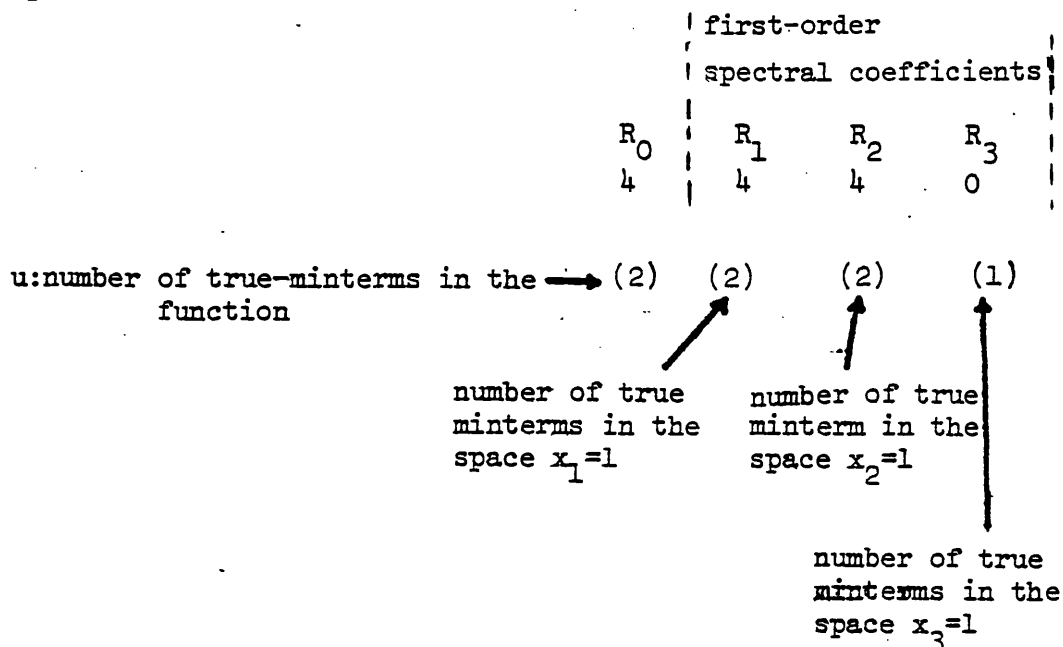 first-order
spectral coefficients
R0 R1 R2 R3
4 4 4 0
u:number of true-minterms in the (2) (2) (2) (1)
function
number of true
minterms in the
space x1=1
number of true
minterm in the
space x2=1
number of true
minterms in the
space x3=1